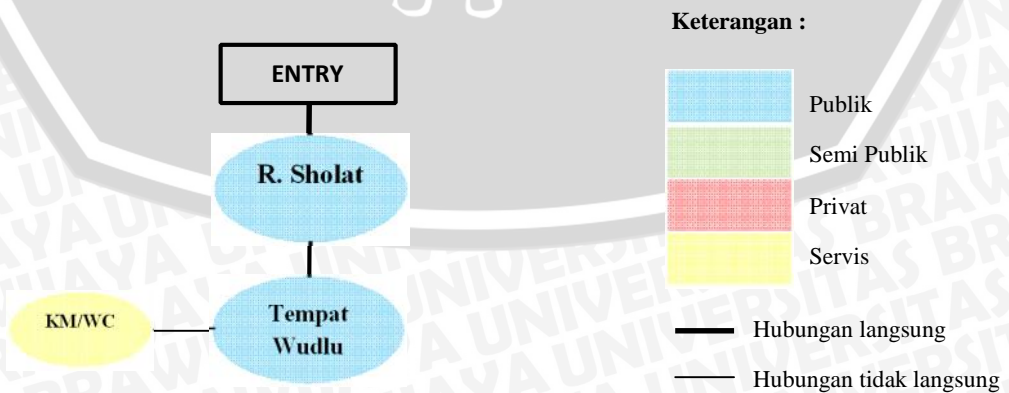 Keterangan :
ENTRY
Publik
R. Sholat
Semi Publik
Privat
Servis
KM/WC
Tempat
Wudlu
Hubungan langsung
Hubungan tidak langsung